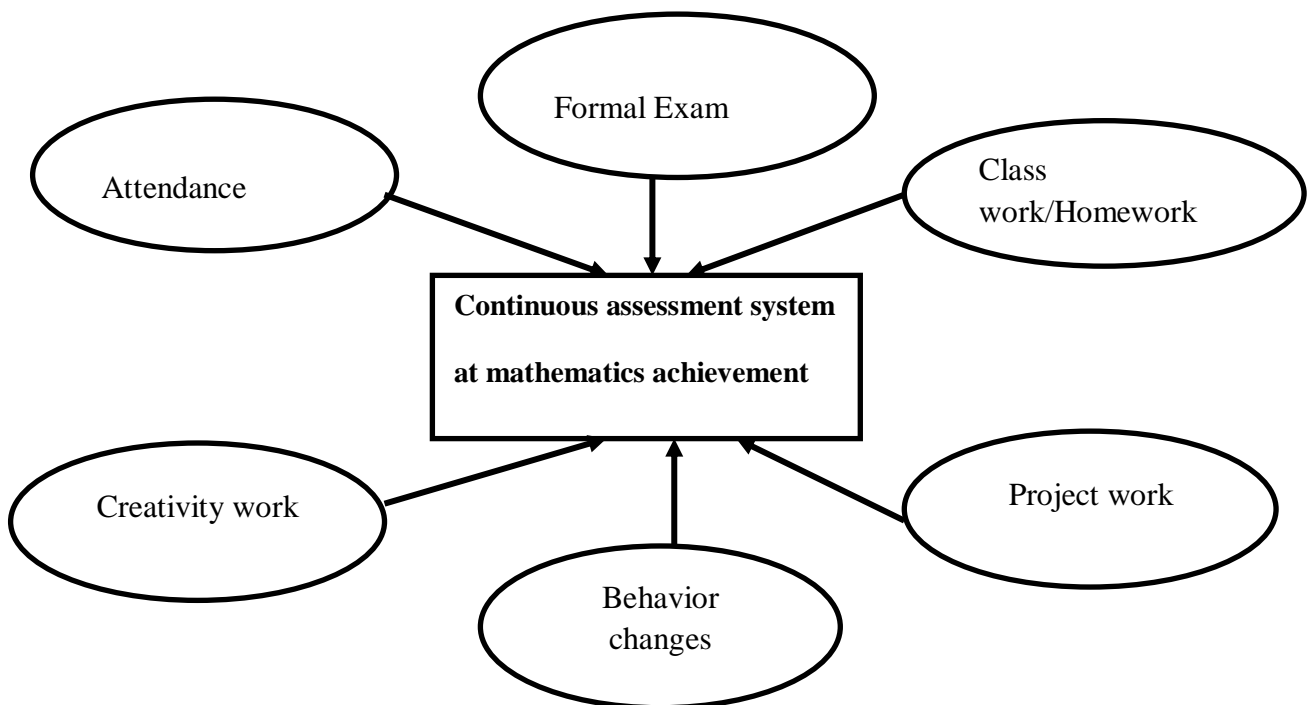 Formal Exam
Attendance
Class
work/Homework
Continuous assessment system
at mathematics achievement
Creativity work
Project work
Behavior
changes